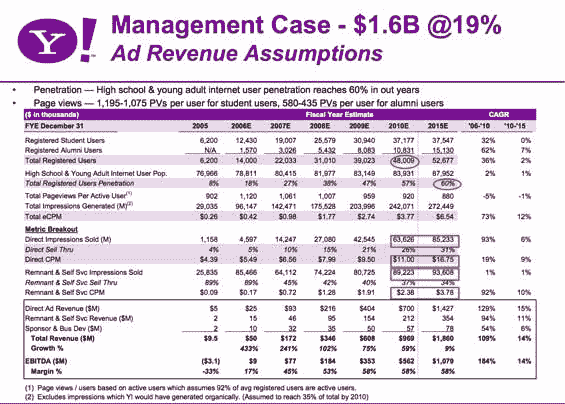 Y!
Management Case - $1.6B @19%
Ad Revenue Assumptions
• Penetration — High school & young adult internet user penetration reaches 60% in out years
• Page views — 1,195-1,075 PVs per user for student users, 580-435 PVs per user for alumni users
($ in thousands) Fiscal Year Estimate CAGR
FYE December 31 2005 2006E 2007E 2008E 2009E 2010E 2015E '06-'10 '10-'15
Registered Student Users 6,200 12,430 19,007 25,579 30,940 37,177 37,547 32% 0%
Registered Alumni Users N/A 1,570 3,026 5,432 8,083 10,831 15,130 62% 7%
Total Registered Users 6,200 14,000 22,033 31,010 39,023 48,009 52,677 36% 2%
High School & Young Adult Internet User Pop. 76,966 78,811 80,415 81,977 83,149 83,931 87,952 2% 1%
Total Registered Users Penetration 8% 18% 27% 38% 47% 57% 60%
Total Pageviews Per Active User(1) 902 1,120 1,061 1,007 959 920 880 -5% -1%
Total Impressions Generated (M)(2) 29,035 96,147 142,471 178,528 203,996 242,071 272,449
Total eCPM $0.26 $0.42 $0.98 $1.77 $2.74 $3.77 $6.54 73% 12%
Metric Breakout
Direct Impressions Sold (M) 1,158 4,597 14,247 27,080 42,545 63,626 85,233 93% 6%
Direct Sell Thru 4% 5% 10% 15% 21% 26% 31%
Direct CPM $4.39 $5.49 $6.56 $7.99 $9.50 $11.00 $16.75 19% 9%
Remnant & Self Svc Impressions Sold 25,835 85,466 64,112 74,224 80,725 89,223 93,608 1% 1%
Remnant & Self Svc Sell Thru 89% 89% 45% 42% 40% 37% 34%
Remnant & Self Svc CPM $0.09 $0.17 $0.72 $1.28 $1.91 $2.38 $3.78 92% 10%
Direct Ad Revenue ($M) $5 $25 $93 $216 $404 $700 $1,427 129% 15%
Remnant & Self Svc Revenue ($M) 2 15 46 95 154 212 354 94% 11%
Sponsor & Bus Dev ($M) 2 10 32 35 50 57 78 54% 6%
Total Revenue ($M) $9.5 $50 $172 $346 $608 $969 $1,860 109% 14%
Growth % 433% 241% 102% 75% 59% 9%
EBITDA ($M) ($3.1) $9 $77 $184 $353 $562 $1,079 184% 14%
Margin % -33% 17% 45% 53% 58% 58% 58%
(1) Page views / users based on active users which assumes 92% of avg registered users are active users.
(2) Excludes impressions which Y! would have generated organically. (Assumed to reach 35% of total by 2010)